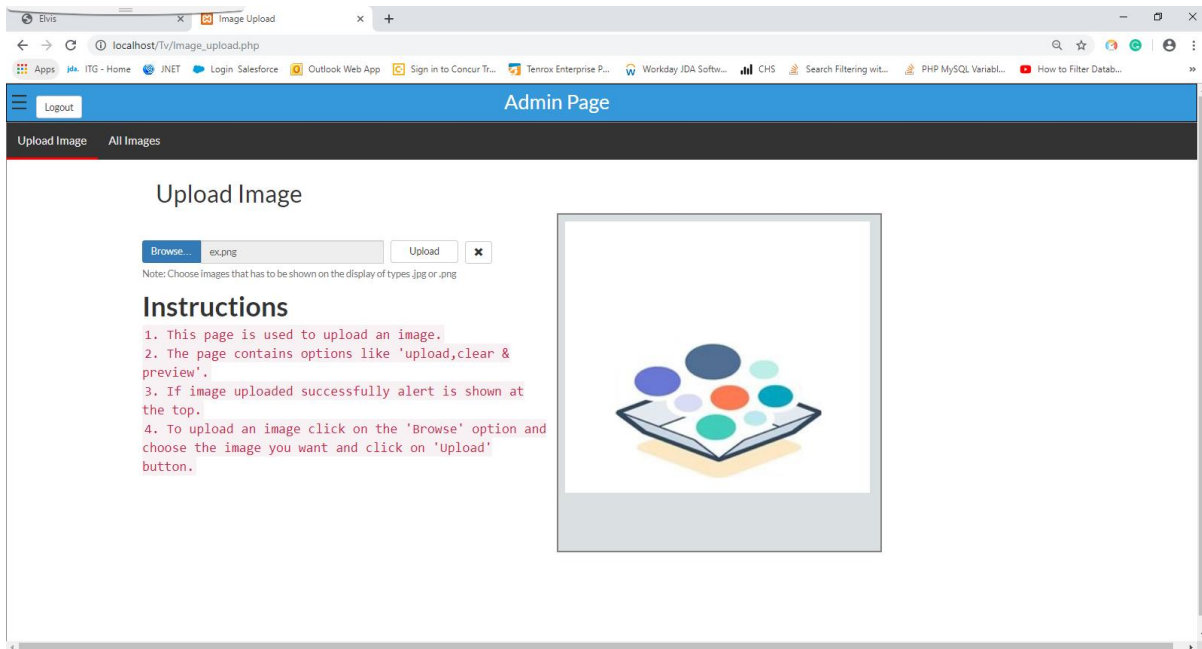 Elvis
Image Upload
localhost/Tv/Image_upload.php
Apps
jda. ITG - Home
JNET
Login Salesforce
Outlook Web App
Sign in to Concur Tr...
Tenrox Enterprise P...
Workday JDA Softw...
CHS
Search Filtering wit...
PHP MySQL Variabl...
How to Filter Datab...
Logout
Admin Page
Upload Image
All Images
Upload Image
Browse...
ex.png
Upload
Note: Choose images that has to be shown on the display of types .jpg or .png
Instructions
1. This page is used to upload an image.
2. The page contains options like 'upload,clear &
preview'.
3. If image uploaded successfully alert is shown at
the top.
4. To upload an image click on the 'Browse' option and
choose the image you want and click on 'Upload'
button.